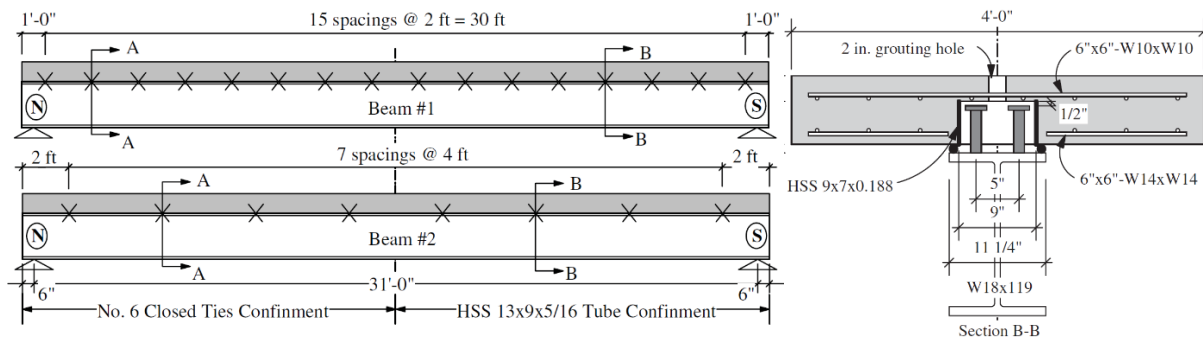 1'-0"
15 spacings @ 2 ft = 30 ft
1'-0"
A
B
N
Beam #1
S
A
B
2 ft
7 spacings @ 4 ft
2 ft
A
B
N
Beam #2
S
A
B
6"
31'-0"
6"
No. 6 Closed Ties Confinement
HSS 13x9x5/16 Tube Confinement
4'-0"
2 in. grouting hole
6"x6"-W10xW10
1/2"
HSS 9x7x0.188
6"x6"-W14xW14
5"
9"
11 1/4"
W18x119
Section B-B